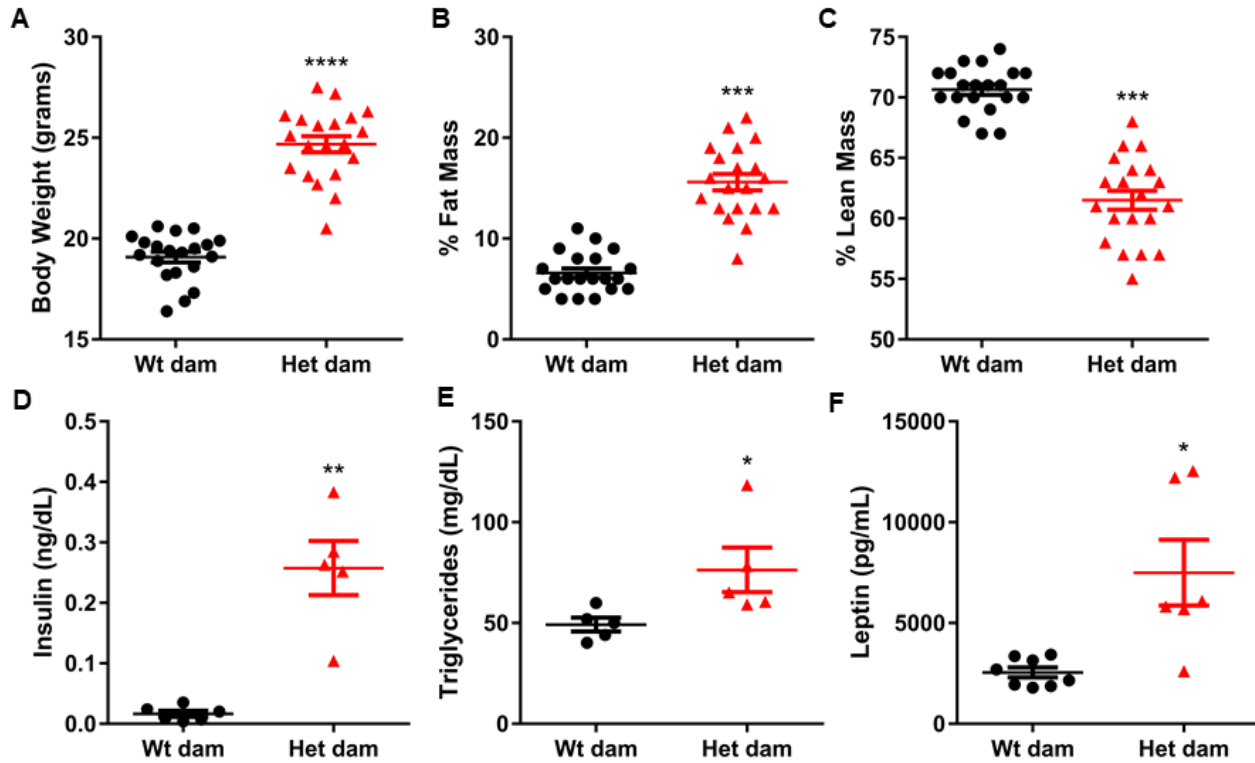 A
Body Weight (grams)
30
25
20
15
****
Wt dam
Het dam
B
% Fat Mass
30
20
10
0
***
Wt dam
Het dam
C
% Lean Mass
75
70
65
60
55
50
***
Wt dam
Het dam
D
Insulin (ng/dL)
0.5
0.4
0.3
0.2
0.1
0.0
**
Wt dam
Het dam
E
Triglycerides (mg/dL)
150
100
50
0
*
Wt dam
Het dam
F
Leptin (pg/mL)
15000
10000
5000
0
*
Wt dam
Het dam